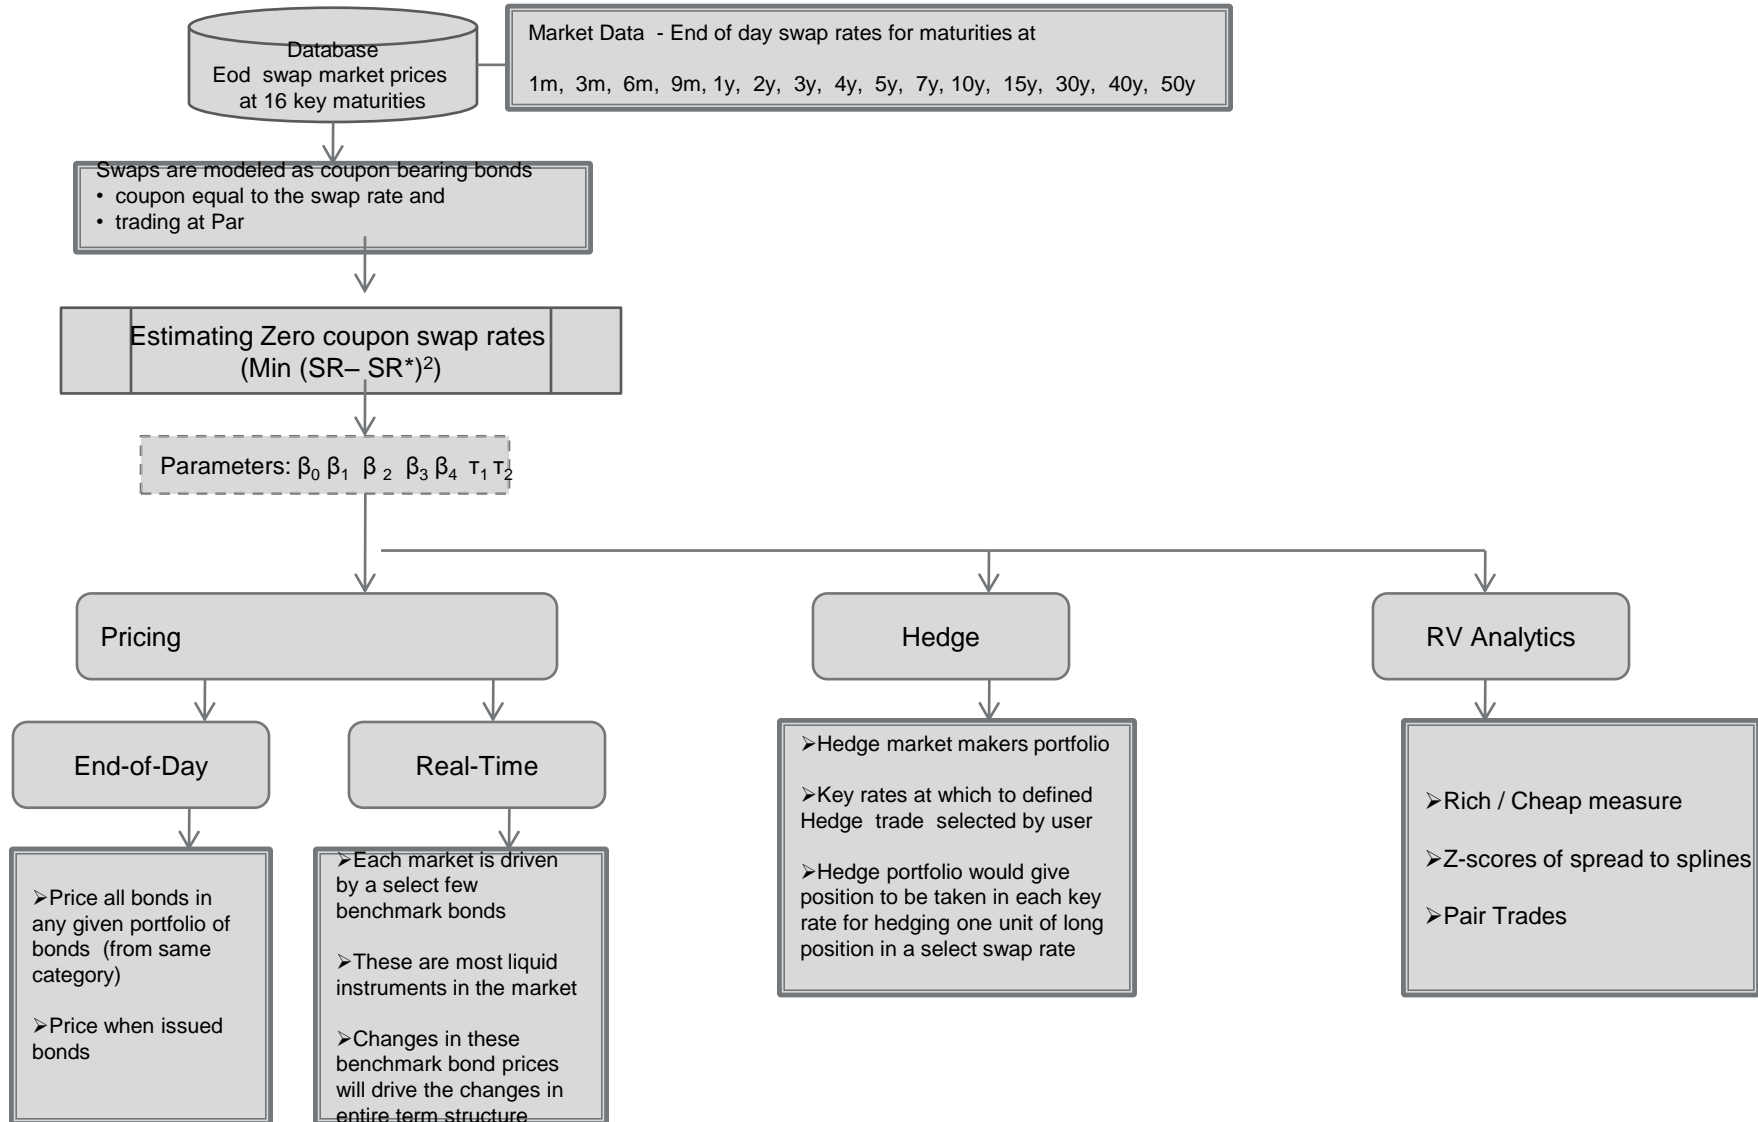 Database
Eod swap market prices
at 16 key maturities
Market Data - End of day swap rates for maturities at
1m, 3m, 6m, 9m, 1y, 2y, 3y, 4y, 5y, 7y, 10y, 15y, 30y, 40y, 50y
Swaps are modeled as coupon bearing bonds
• coupon equal to the swap rate and
• trading at Par
Estimating Zero coupon swap rates
(Min (SR– SR*)²)
Parameters: β₀ β₁ β ₂ β₃ β₄ τ₁ τ₂
Pricing
Hedge
RV Analytics
End-of-Day
Real-Time
➢Price all bonds in
any given portfolio of
bonds (from same
category)
➢Price when issued
bonds
➢Each market is driven
by a select few
benchmark bonds
➢These are most liquid
instruments in the market
➢Changes in these
benchmark bond prices
will drive the changes in
entire term structure
➢Hedge market makers portfolio
➢Key rates at which to defined
Hedge trade selected by user
➢Hedge portfolio would give
position to be taken in each key
rate for hedging one unit of long
position in a select swap rate
➢Rich / Cheap measure
➢Z-scores of spread to splines
➢Pair Trades